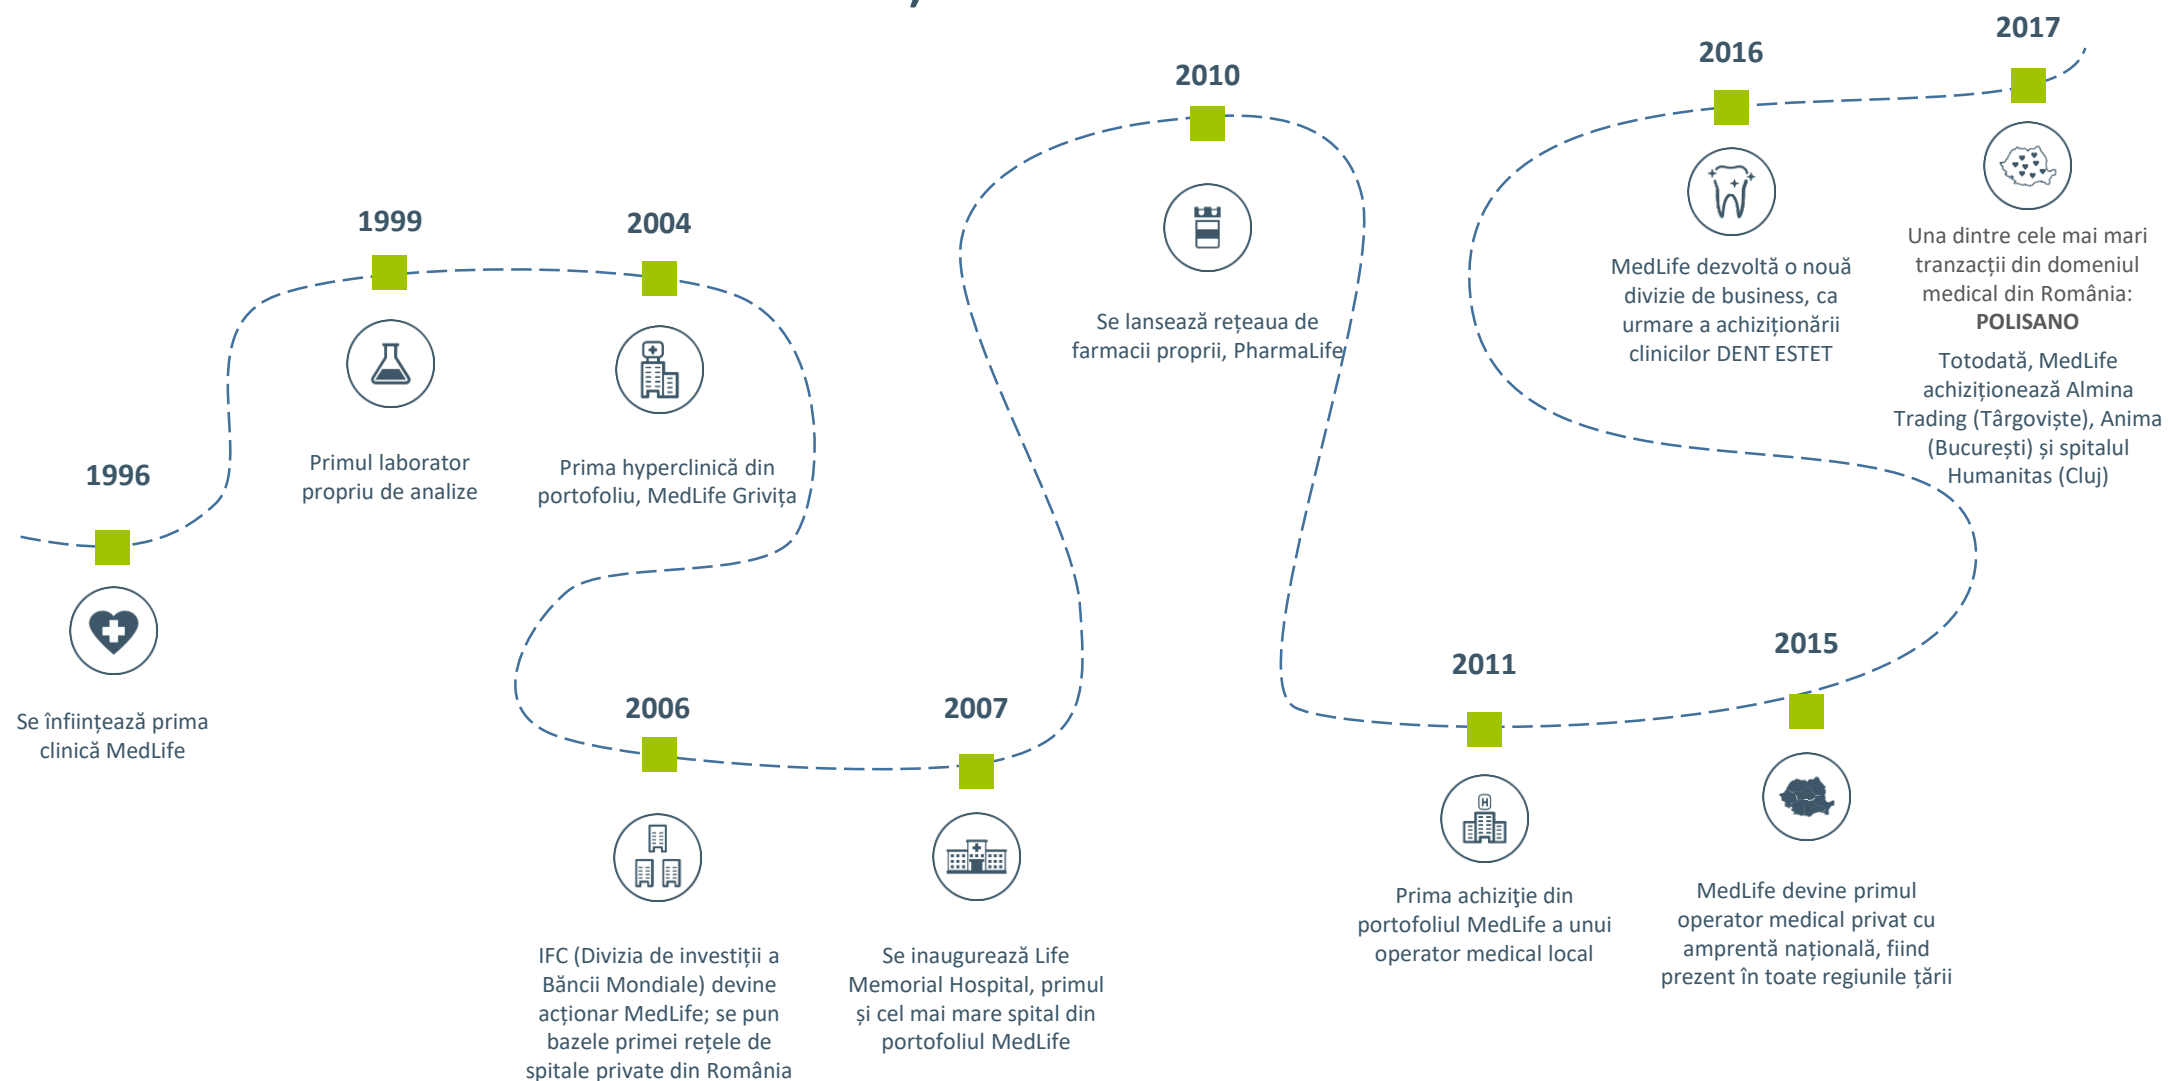 1996
Se înființează prima
clinică MedLife
1999
Primul laborator
propriu de analize
2004
Prima hyperclinică din
portofoliu, MedLife Grivița
2006
IFC (Divizia de investiții a
Băncii Mondiale) devine
acționar MedLife; se pun
bazele primei rețele de
spitale private din România
2007
Se inaugurează Life
Memorial Hospital, primul
și cel mai mare spital din
portofoliul MedLife
2010
Se lansează rețeaua de
farmacii proprii, PharmaLife
2011
Prima achiziţie din
portofoliul MedLife a unui
operator medical local
2015
MedLife devine primul
operator medical privat cu
amprentă națională, fiind
prezent în toate regiunile țării
2016
MedLife dezvoltă o nouă
divizie de business, ca
urmare a achiziționării
clinicilor DENT ESTET
2017
Una dintre cele mai mari
tranzacții din domeniul
medical din România:
POLISANO
Totodată, MedLife
achiziționează Almina
Trading (Târgoviște), Anima
(București) și spitalul
Humanitas (Cluj)
H